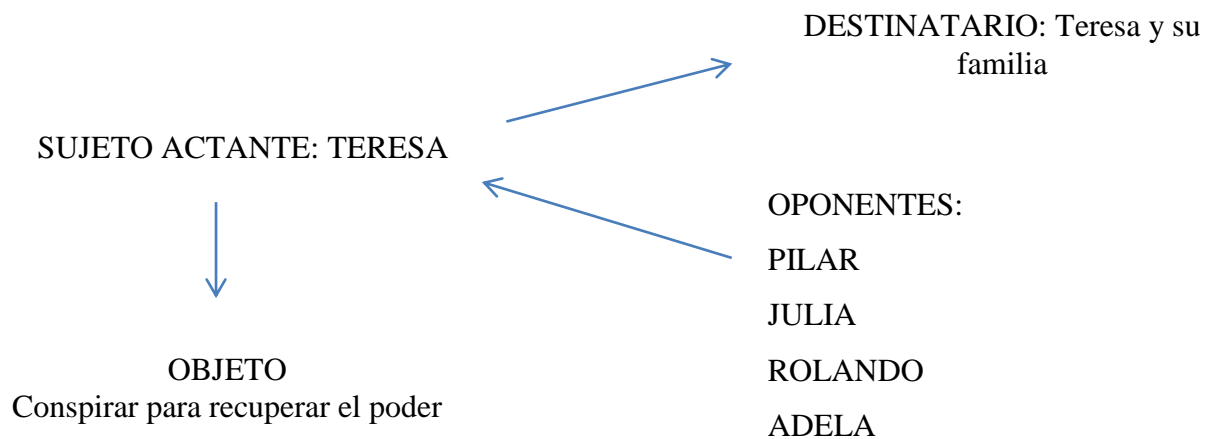 DESTINATARIO: Teresa y su
familia
SUJETO ACTANTE: TERESA
OPONENTES:
PILAR
JULIA
ROLANDO
ADELA
OBJETO
Conspirar para recuperar el poder